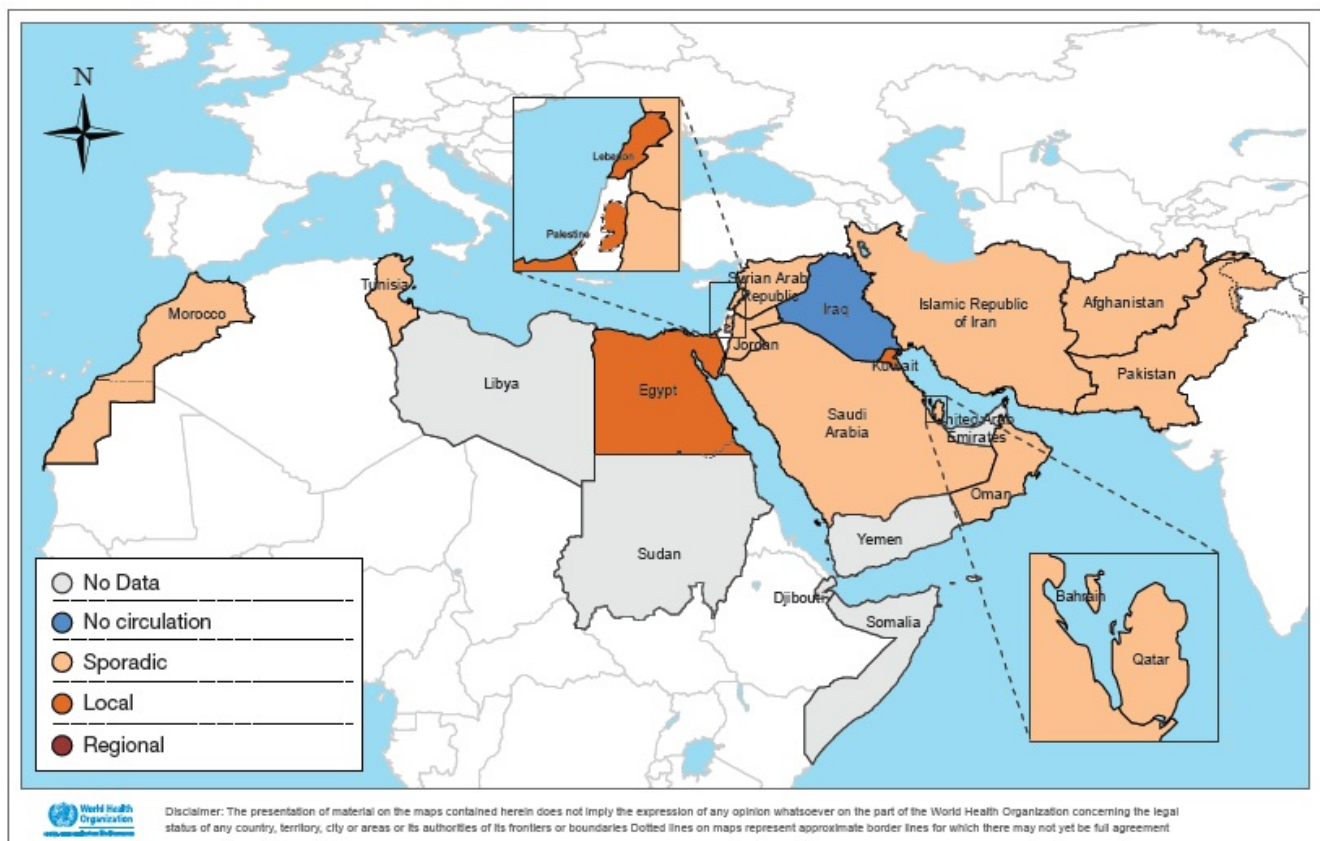 N
Lebanon
Palestine
Morocco
Tunisia
Libya
Egypt
Sudan
Syrian Arab
Republic
Jordan
Iraq
Kuwait
Islamic Republic
of Iran
Afghanistan
Pakistan
Saudi
Arabia
United Arab
Emirates
Oman
Yemen
Djibouti
Somalia
Bahrain
Qatar
No Data
No circulation
Sporadic
Local
Regional
World Health
Organization
Disclaimer: The presentation of material on the maps contained herein does not imply the expression of any opinion whatsoever on the part of the World Health Organization concerning the legal
status of any country, territory, city or areas or its authorities of its frontiers or boundaries Dotted lines on maps represent approximate border lines for which there may not yet be full agreement